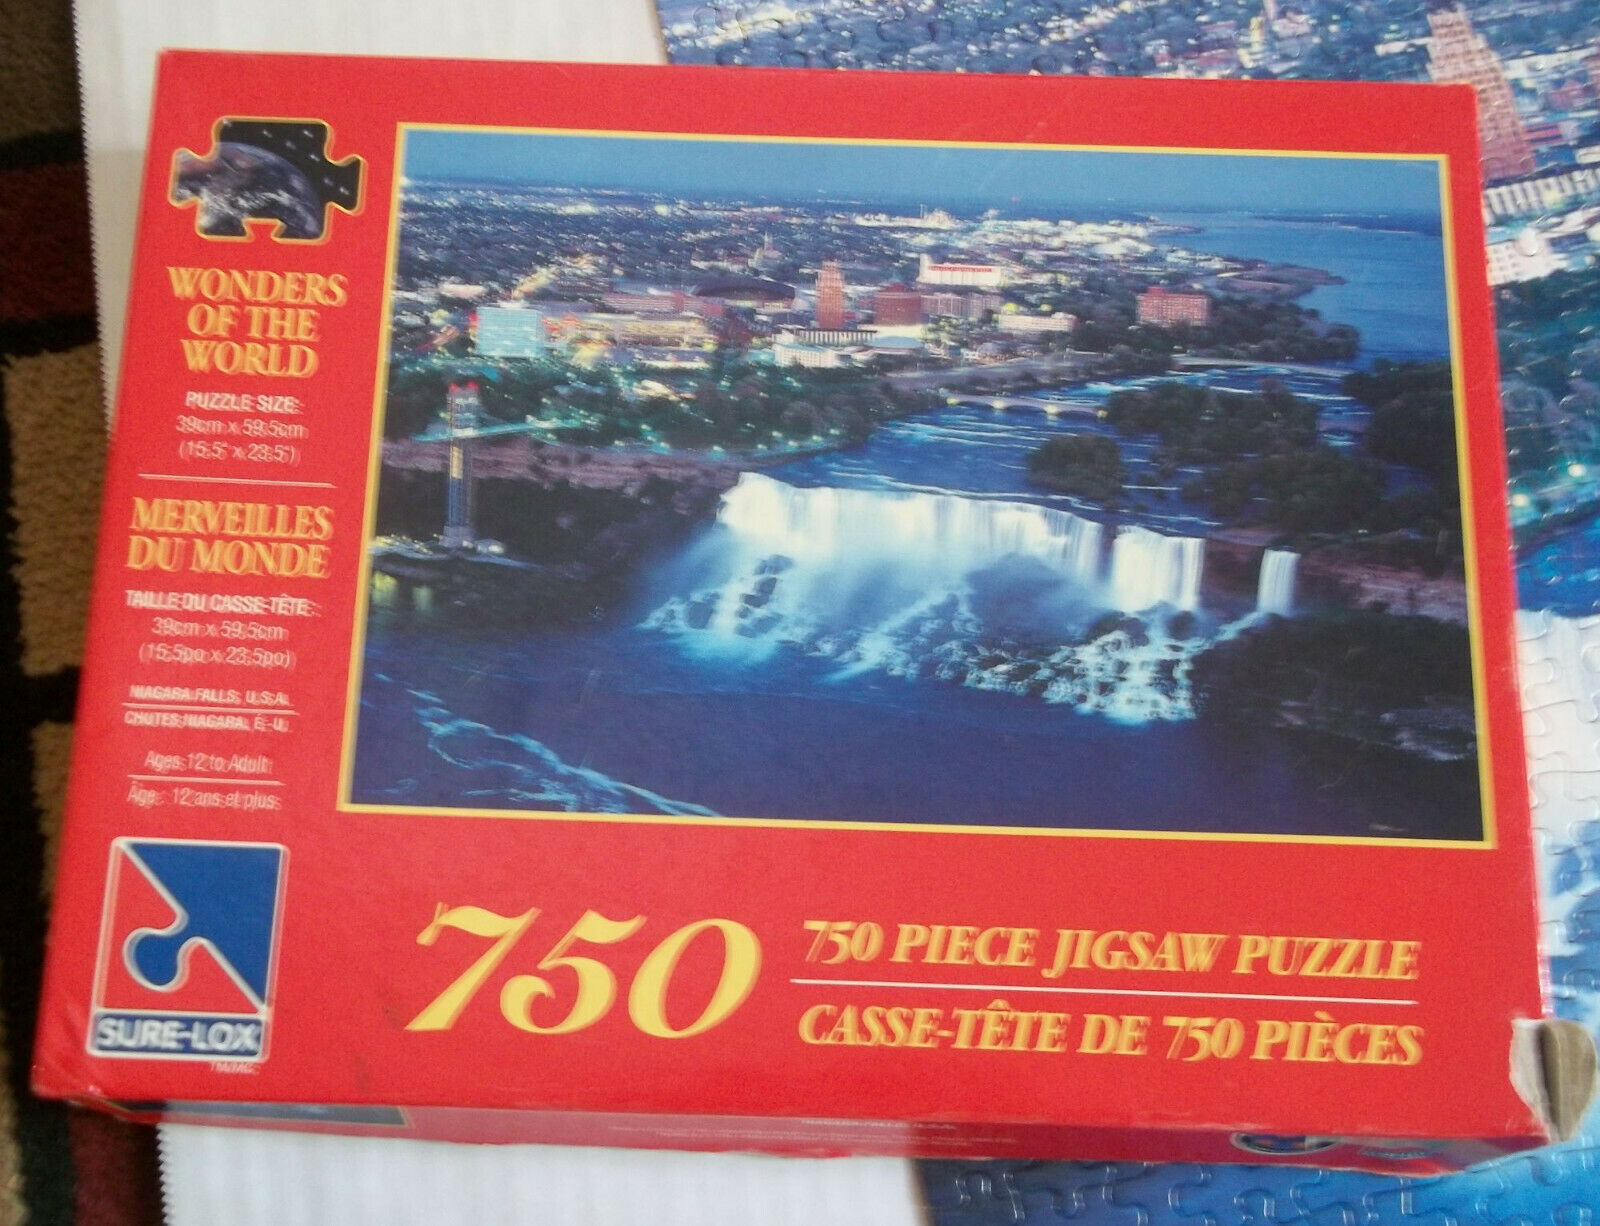 WONDERS
OF THE
WORLD
PUZZLE SIZE:
39cm x 59.5cm
(15.5" x 23.5")
MERVEILLES
DU MONDE
TAILLE DU CASSE-TÊTE:
39cm x 59.5cm
(15.5po x 23.5po)
NIAGARA FALLS, U.S.A.
CHUTES NIAGARA, É.-U.
Ages 12 to Adult
Âge: 12 ans et plus
SURE-LOX
750
750 PIECE JIGSAW PUZZLE
CASSE-TÊTE DE 750 PIÈCES
NIAGARA FALLS, U.S.A.